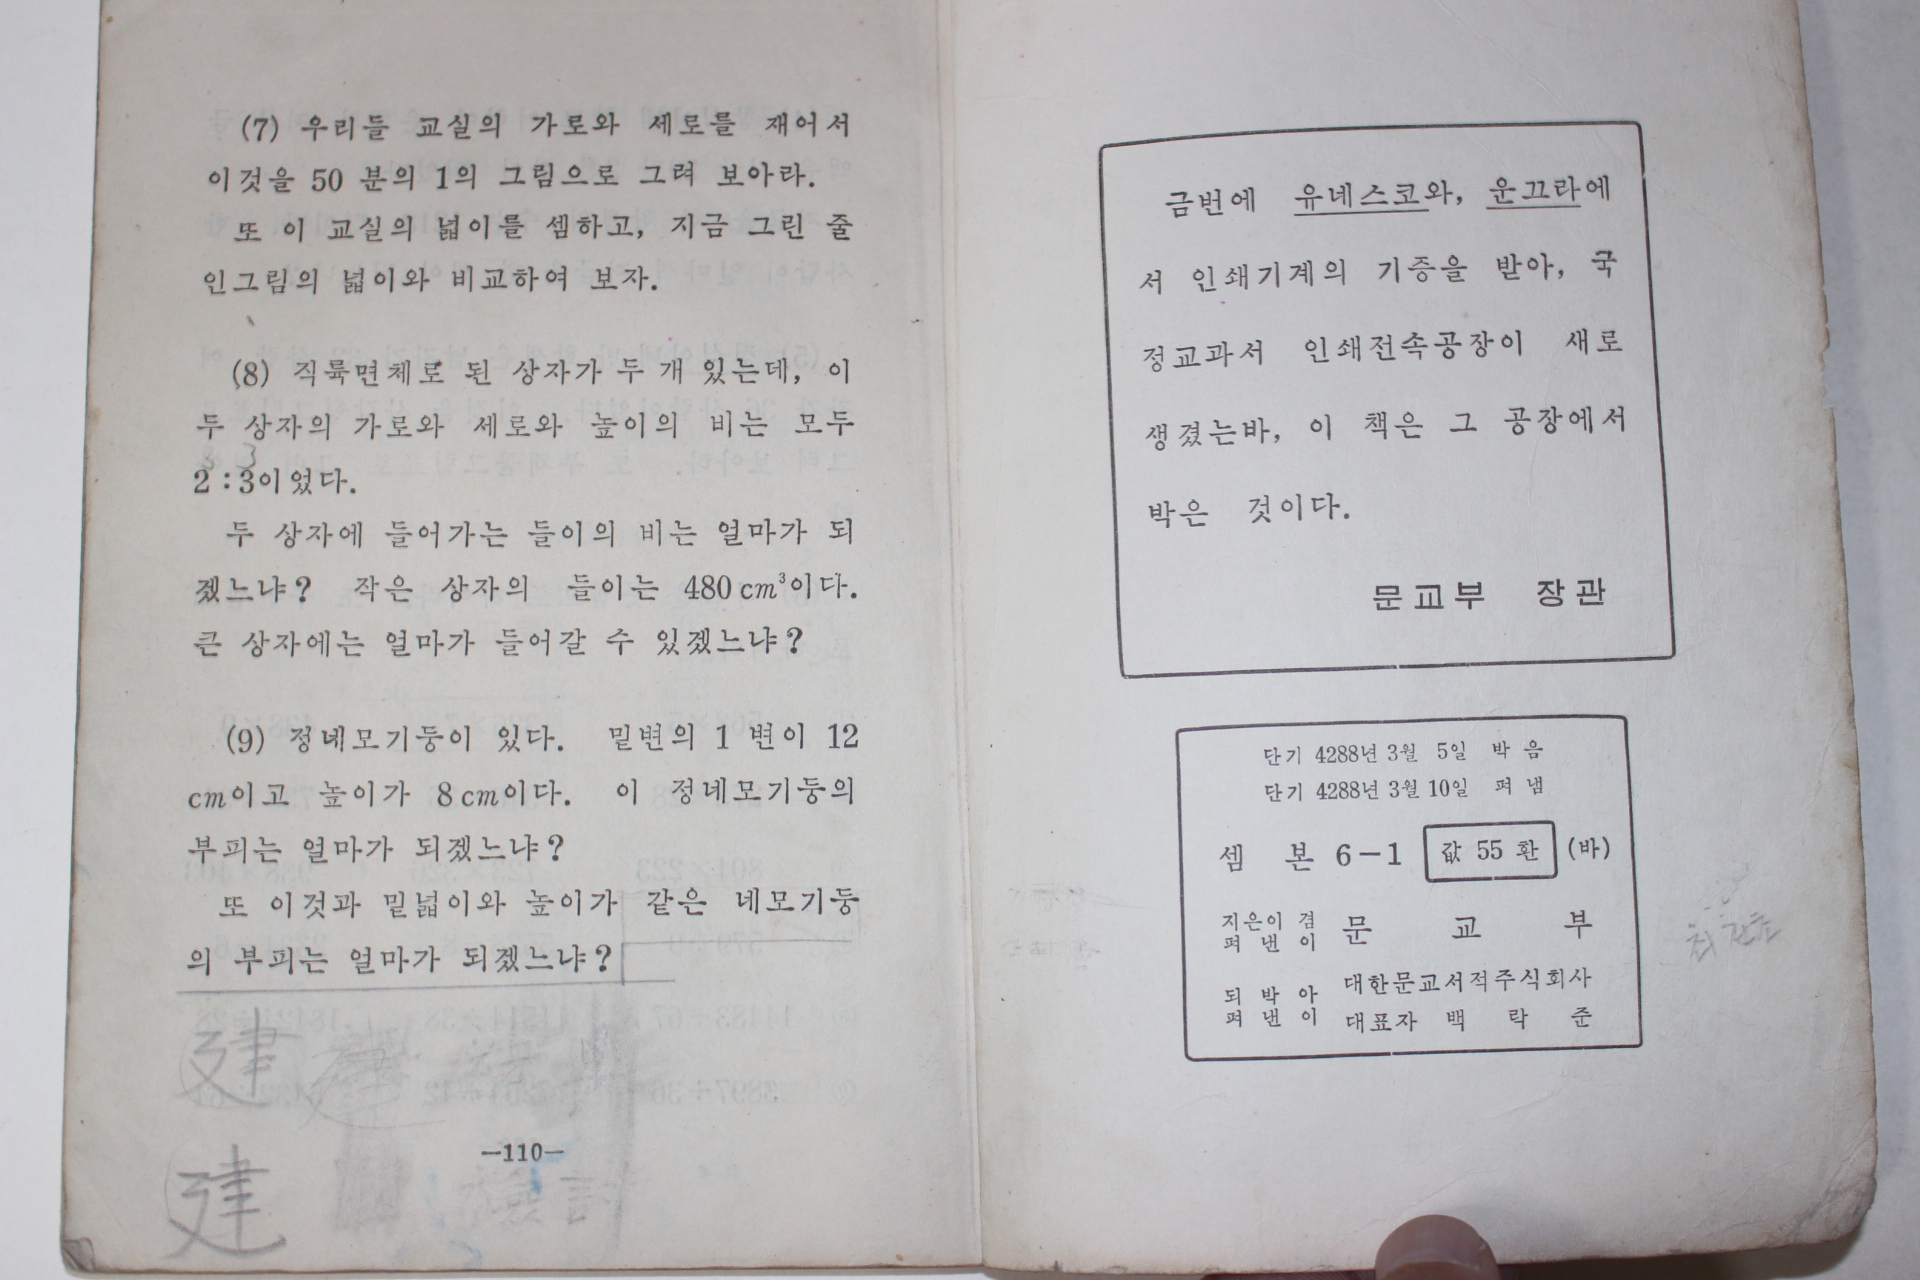 (7) 우리들 교실의 가로와 세로를 재어서
이것을 50 분의 1의 그림으로 그려 보아라.
또 이 교실의 넓이를 셈하고, 지금 그린 줄
인그림의 넓이와 비교하여 보자.
(8) 직륙면체로 된 상자가 두 개 있는데, 이
두 상자의 가로와 세로와 높이의 비는 모두
8 3
2 : 3이었다.
두 상자에 들어가는 들이의 비는 얼마가 되
겠느냐? 작은 상자의 들이는 480 cm³이다.
큰 상자에는 얼마가 들어갈 수 있겠느냐?
(9) 정네모기둥이 있다. 밑변의 1 변이 12
cm이고 높이가 8 cm이다. 이 정네모기둥의
부피는 얼마가 되겠느냐?
또 이것과 밑넓이와 높이가 같은 네모기둥
의 부피는 얼마가 되겠느냐?
建
建
—110—
금번에 유네스코와, 운끄라에
서 인쇄기계의 기증을 받아, 국
정교과서 인쇄전속공장이 새로
생겼는바, 이 책은 그 공장에서
박은 것이다.
문교부 장관
단기 4288년 3월 5일 박 음
단기 4288년 3월 10일 펴 냄
셈 본 6-1 값 55 환 (바)
지은이 겸
펴 낸 이
문 교 부
되 박 아
펴 낸 이
대한문교서적주식회사
대표자 백 락 준